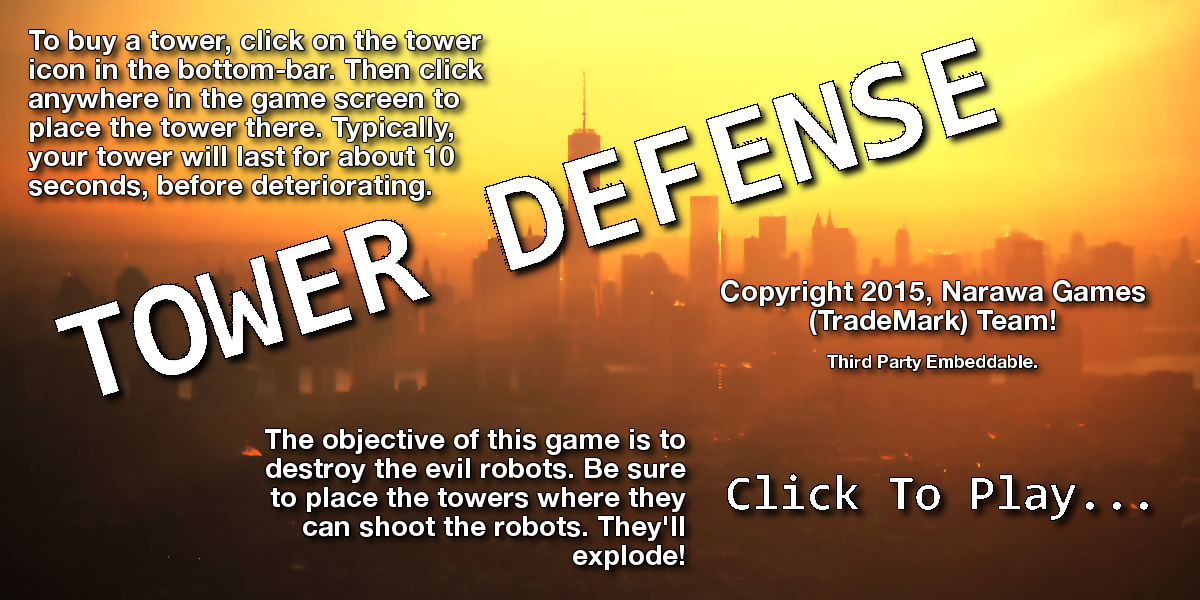 To buy a tower, click on the tower
icon in the bottom-bar. Then click
anywhere in the game screen to
place the tower there. Typically,
your tower will last for about 10
seconds, before deteriorating.
TOWER DEFENSE
Copyright 2015, Narawa Games
(TradeMark) Team!
Third Party Embeddable.
The objective of this game is to
destroy the evil robots. Be sure
to place the towers where they
can shoot the robots. They'll
explode!
Click To Play...